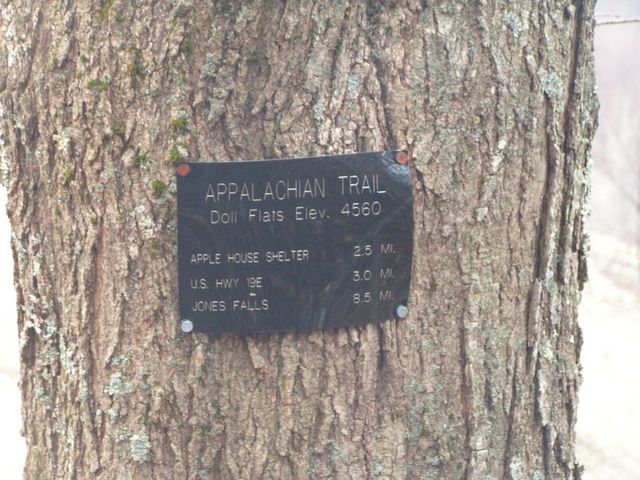 APPALACHIAN TRAIL
Doll Flats Elev. 4560
APPLE HOUSE SHELTER 2.5 MI.
U.S. HWY 19E 3.0 MI.
JONES FALLS 8.5 MI.